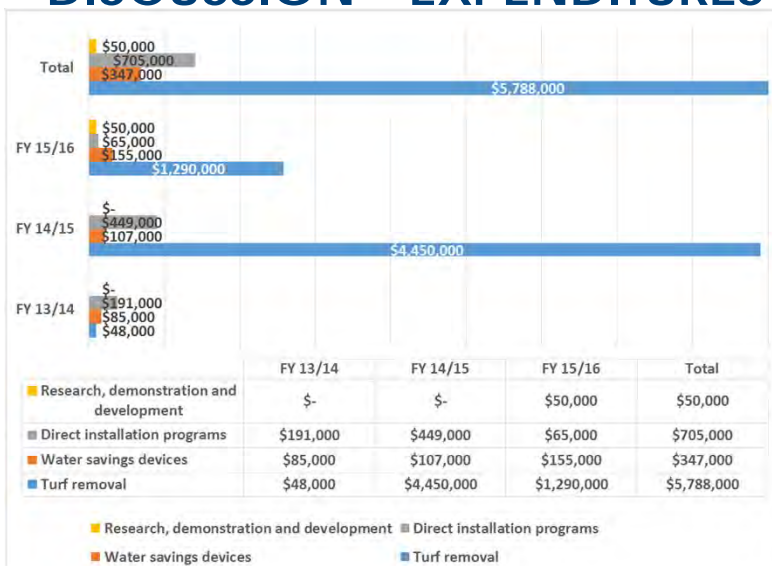 DISCUSSION – EXPENDITURES
Total
$50,000
$705,000
$347,000
$5,788,000
FY 15/16
$50,000
$65,000
$155,000
$1,290,000
FY 14/15
$-
$449,000
$107,000
$4,450,000
FY 13/14
$-
$191,000
$85,000
$48,000
FY 13/14 FY 14/15 FY 15/16 Total
Research, demonstration and
development $- $- $50,000 $50,000
Direct installation programs $191,000 $449,000 $65,000 $705,000
Water savings devices $85,000 $107,000 $155,000 $347,000
Turf removal $48,000 $4,450,000 $1,290,000 $5,788,000
Research, demonstration and development Direct installation programs
Water savings devices Turf removal